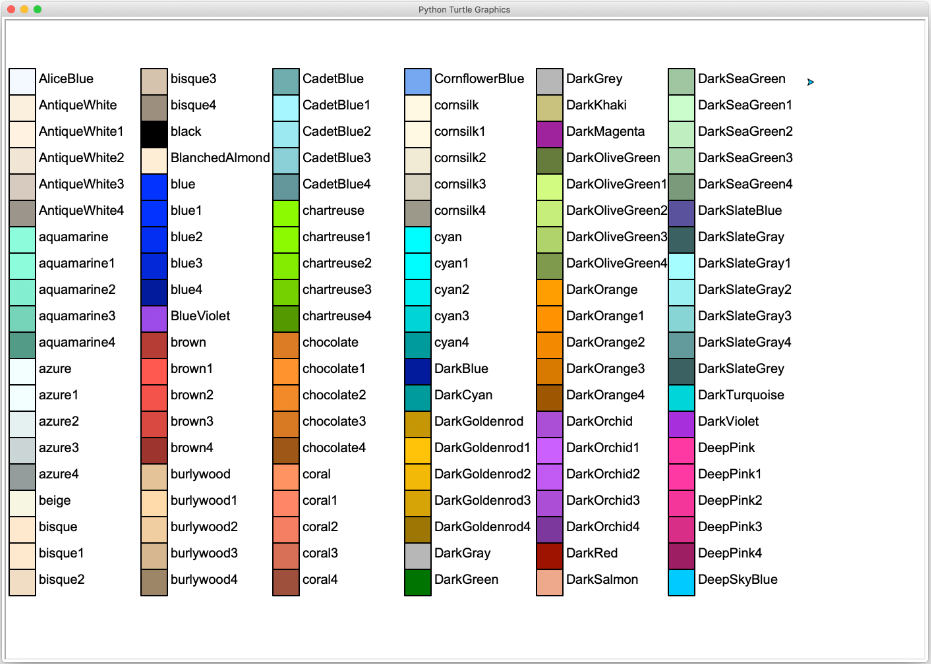 Python Turtle Graphics
AliceBlue
AntiqueWhite
AntiqueWhite1
AntiqueWhite2
AntiqueWhite3
AntiqueWhite4
aquamarine
aquamarine1
aquamarine2
aquamarine3
aquamarine4
azure
azure1
azure2
azure3
azure4
beige
bisque
bisque1
bisque2
bisque3
bisque4
black
BlanchedAlmond
blue
blue1
blue2
blue3
blue4
BlueViolet
brown
brown1
brown2
brown3
brown4
burlywood
burlywood1
burlywood2
burlywood3
burlywood4
CadetBlue
CadetBlue1
CadetBlue2
CadetBlue3
CadetBlue4
chartreuse
chartreuse1
chartreuse2
chartreuse3
chartreuse4
chocolate
chocolate1
chocolate2
chocolate3
chocolate4
coral
coral1
coral2
coral3
coral4
CornflowerBlue
cornsilk
cornsilk1
cornsilk2
cornsilk3
cornsilk4
cyan
cyan1
cyan2
cyan3
cyan4
DarkBlue
DarkCyan
DarkGoldenrod
DarkGoldenrod1
DarkGoldenrod2
DarkGoldenrod3
DarkGoldenrod4
DarkGray
DarkGreen
DarkGrey
DarkKhaki
DarkMagenta
DarkOliveGreen
DarkOliveGreen1
DarkOliveGreen2
DarkOliveGreen3
DarkOliveGreen4
DarkOrange
DarkOrange1
DarkOrange2
DarkOrange3
DarkOrange4
DarkOrchid
DarkOrchid1
DarkOrchid2
DarkOrchid3
DarkOrchid4
DarkRed
DarkSalmon
DarkSeaGreen
DarkSeaGreen1
DarkSeaGreen2
DarkSeaGreen3
DarkSeaGreen4
DarkSlateBlue
DarkSlateGray
DarkSlateGray1
DarkSlateGray2
DarkSlateGray3
DarkSlateGray4
DarkSlateGrey
DarkTurquoise
DarkViolet
DeepPink
DeepPink1
DeepPink2
DeepPink3
DeepPink4
DeepSkyBlue